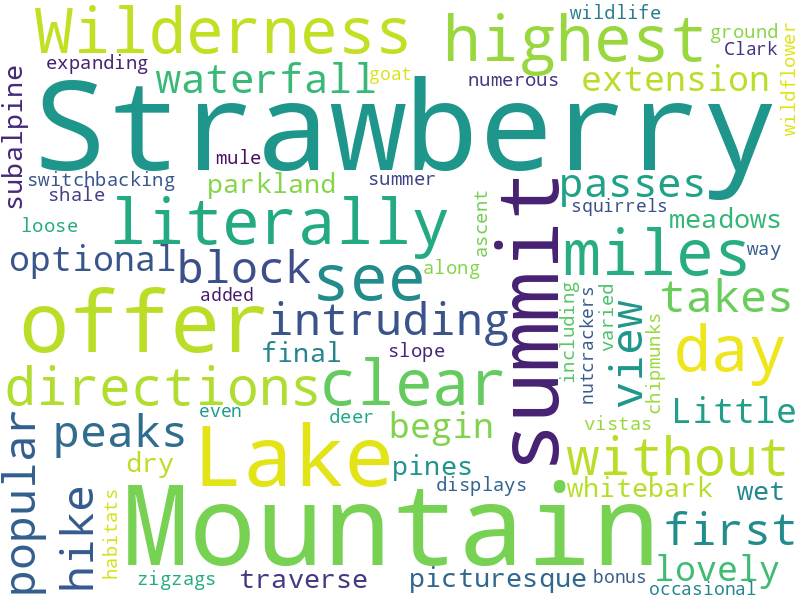 Wilderness
highest
wildlife
ground
Clark
wildflower
expanding
waterfall
goat
numerous
extension
subalpine
Strawberry
mule
switchbacking
parkland
summer
shale
passes
squirrels
meadows
loose
literally
summit
ascent
miles
way
optional
block
see
along
added
including
varied
takes
offer
intruding
nutcrackers
view
chipmunks
day
final
slope
directions
clear
Little
popular
peaks
even
deer
begin
vistas
without
Lake
dry
pines
hike
habitats
displays
whitebark
wet
Mountain
first
zigzags
traverse
picturesque
bonus
lovely
occasional